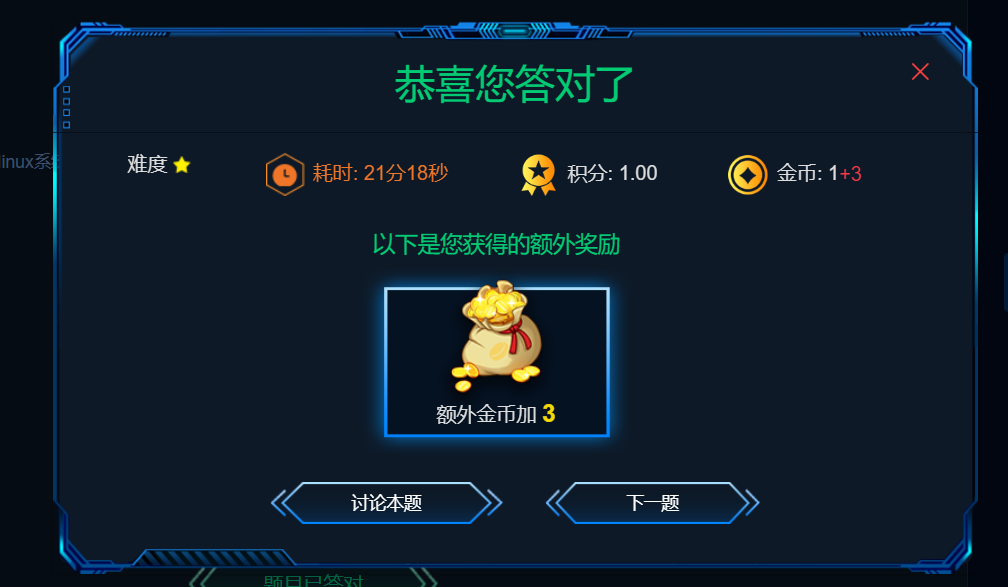 恭喜您答对了
linux系统
难度
耗时: 21分18秒
积分: 1.00
金币: 1+3
以下是您获得的额外奖励
额外金币加 3
讨论本题
下一题
题目已答对